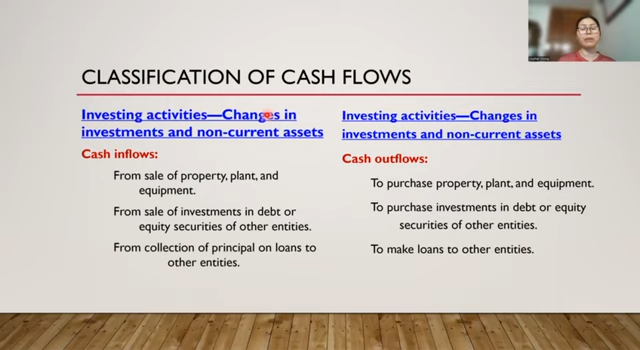 CLASSIFICATION OF CASH FLOWS
Investing activities—Changes in
investments and non-current assets
Cash inflows:
From sale of property, plant, and
equipment.
From sale of investments in debt or
equity securities of other entities.
From collection of principal on loans to
other entities.
Investing activities—Changes in
investments and non-current assets
Cash outflows:
To purchase property, plant, and equipment.
To purchase investments in debt or equity
securities of other entities.
To make loans to other entities.